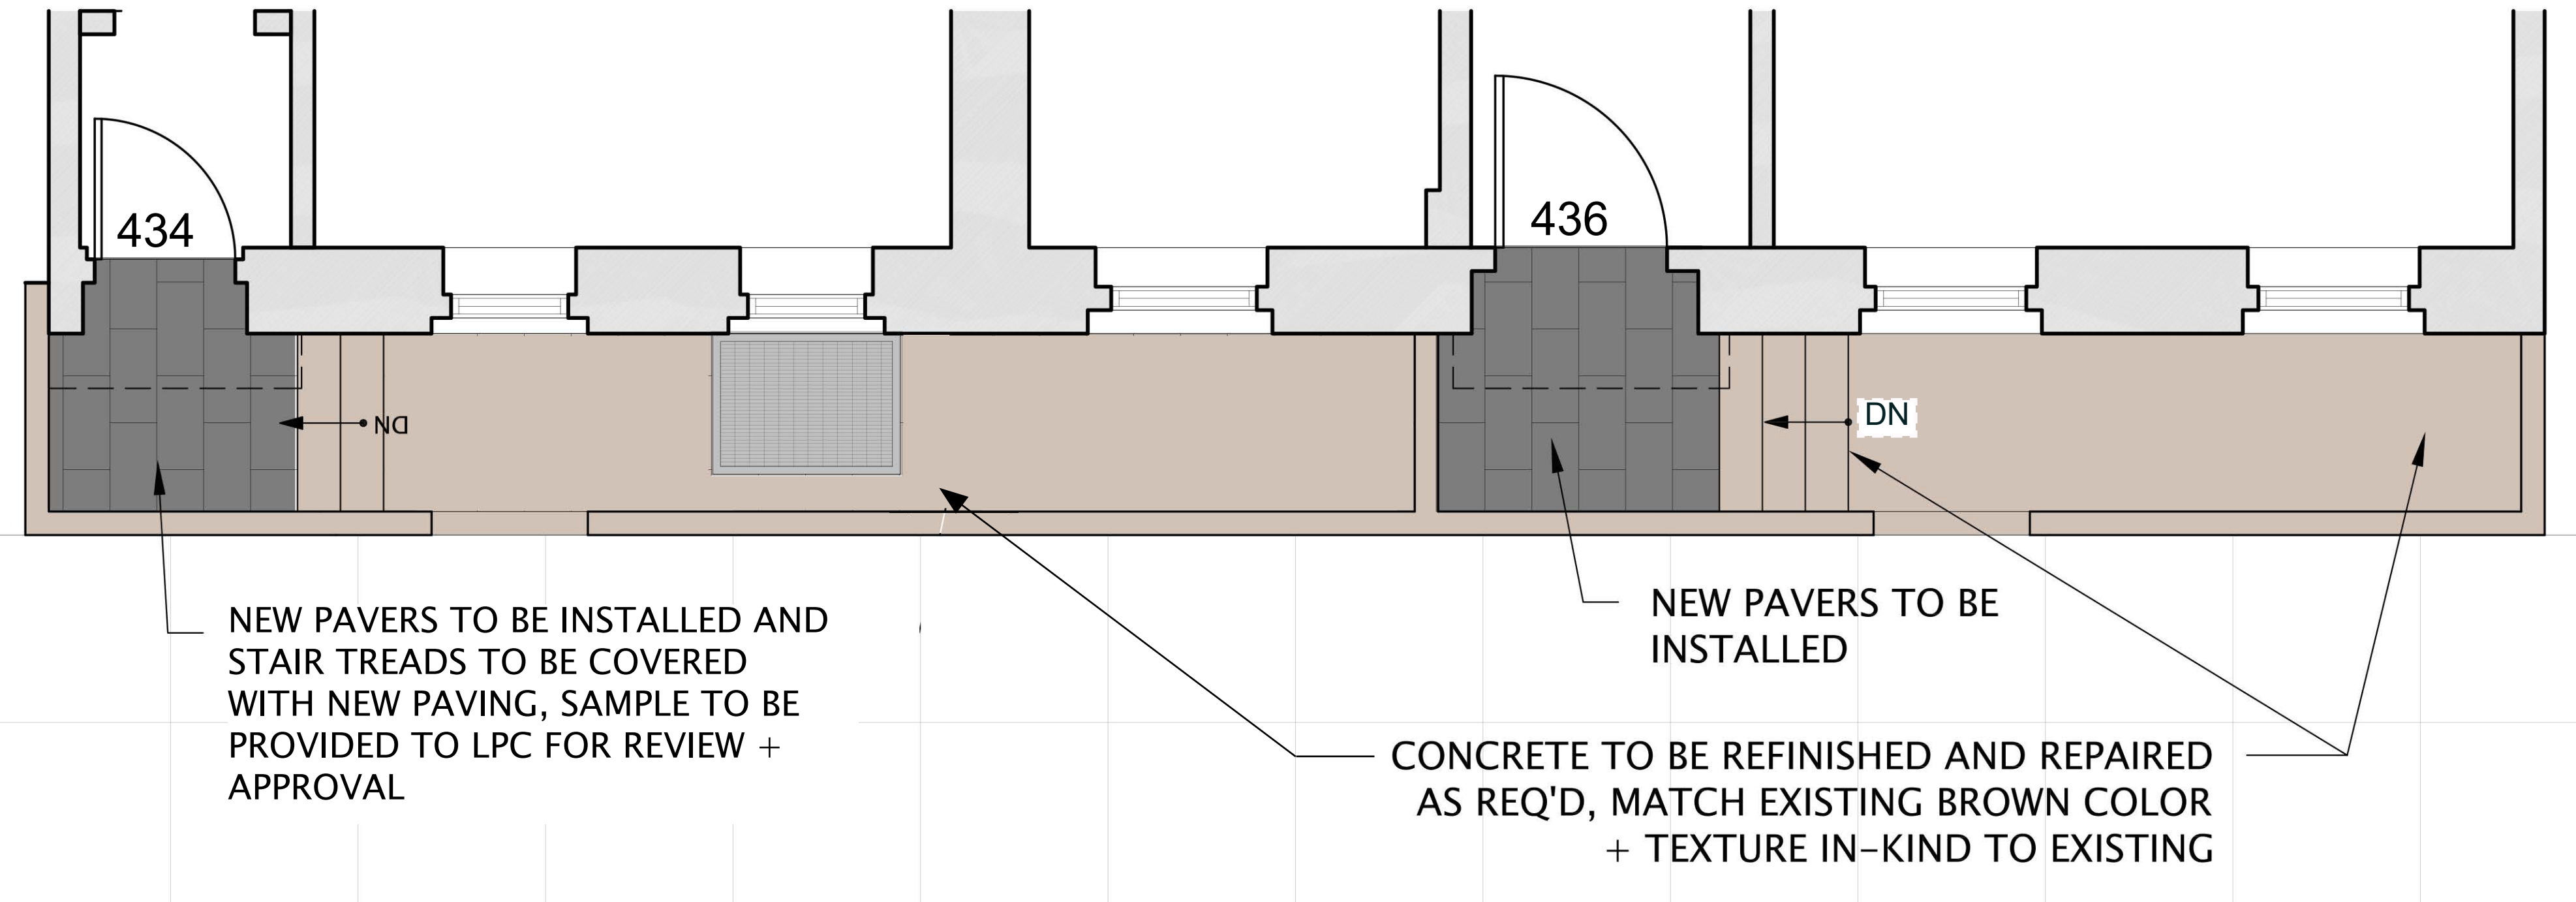 434
436
DN
DN
NEW PAVERS TO BE INSTALLED AND
STAIR TREADS TO BE COVERED
WITH NEW PAVING, SAMPLE TO BE
PROVIDED TO LPC FOR REVIEW +
APPROVAL
NEW PAVERS TO BE
INSTALLED
CONCRETE TO BE REFINISHED AND REPAIRED
AS REQ'D, MATCH EXISTING BROWN COLOR
+ TEXTURE IN-KIND TO EXISTING